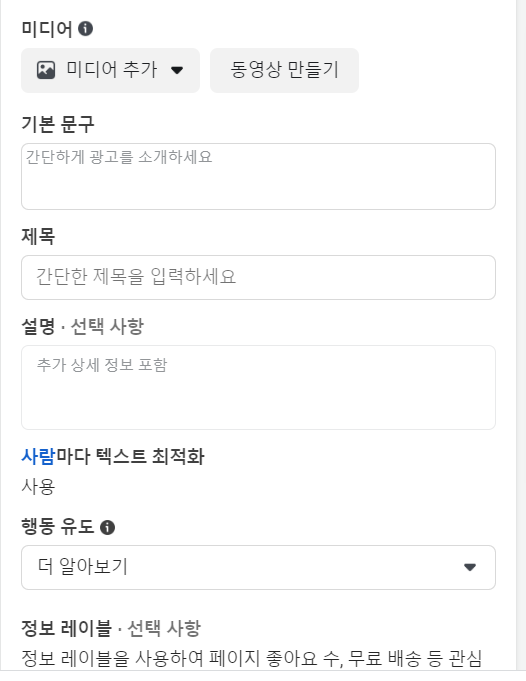 미디어
미디어 추가
동영상 만들기
기본 문구
간단하게 광고를 소개하세요
제목
간단한 제목을 입력하세요
설명 · 선택 사항
추가 상세 정보 포함
사람마다 텍스트 최적화
사용
행동 유도
더 알아보기
정보 레이블 · 선택 사항
정보 레이블을 사용하여 페이지 좋아요 수, 무료 배송 등 관심